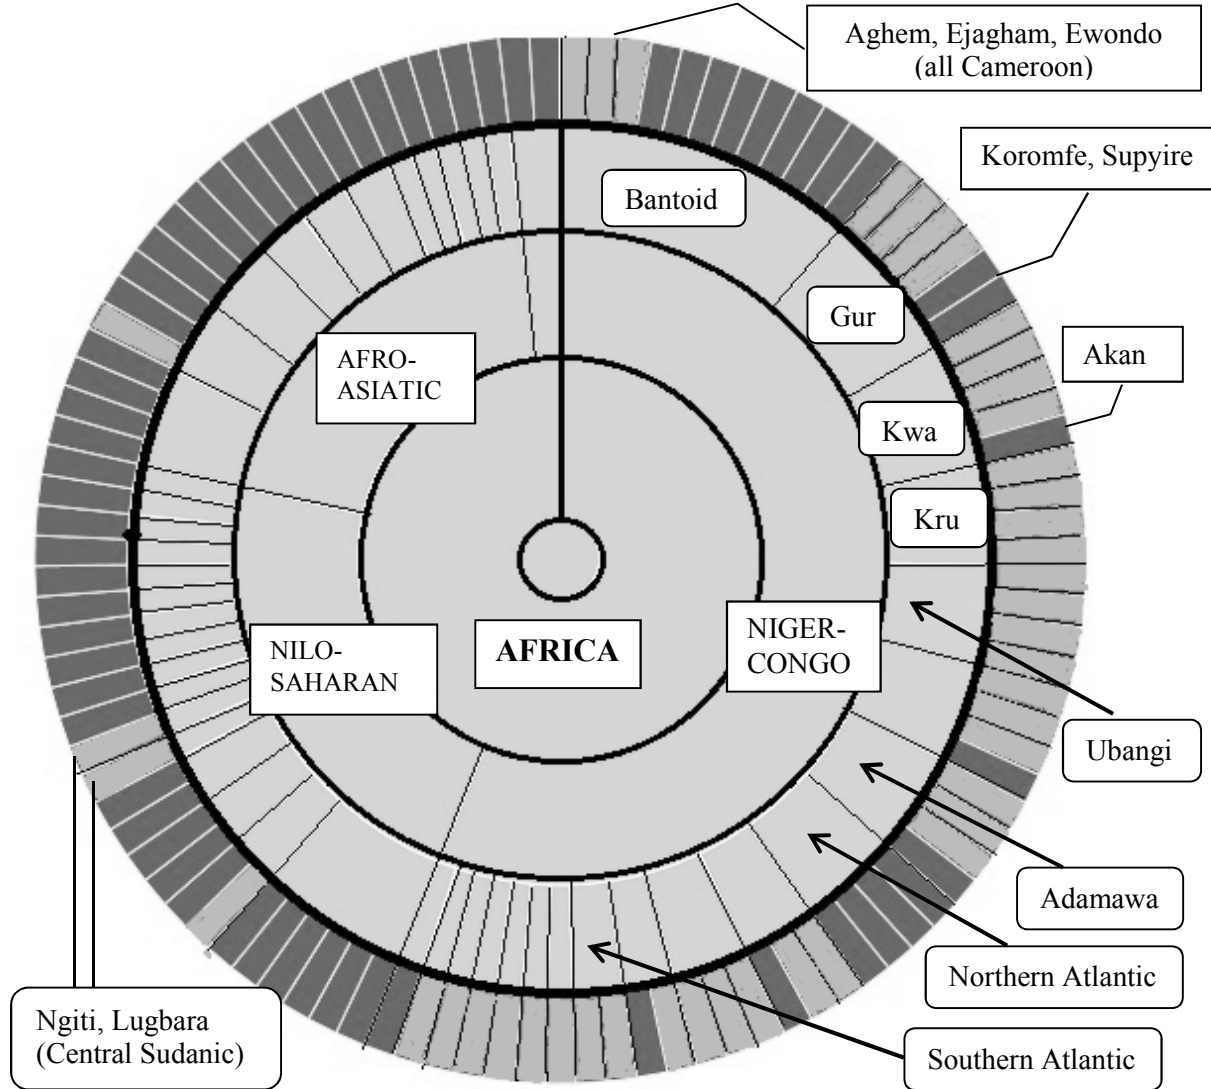 Aghem, Ejagham, Ewondo
(all Cameroon)
Koromfe, Supyire
Bantoid
Gur
Akan
AFRO-
ASIATIC
Kwa
Kru
NILO-
SAHARAN
AFRICA
NIGER-
CONGO
Ubangi
Adamawa
Northern Atlantic
Ngiti, Lugbara
(Central Sudanic)
Southern Atlantic